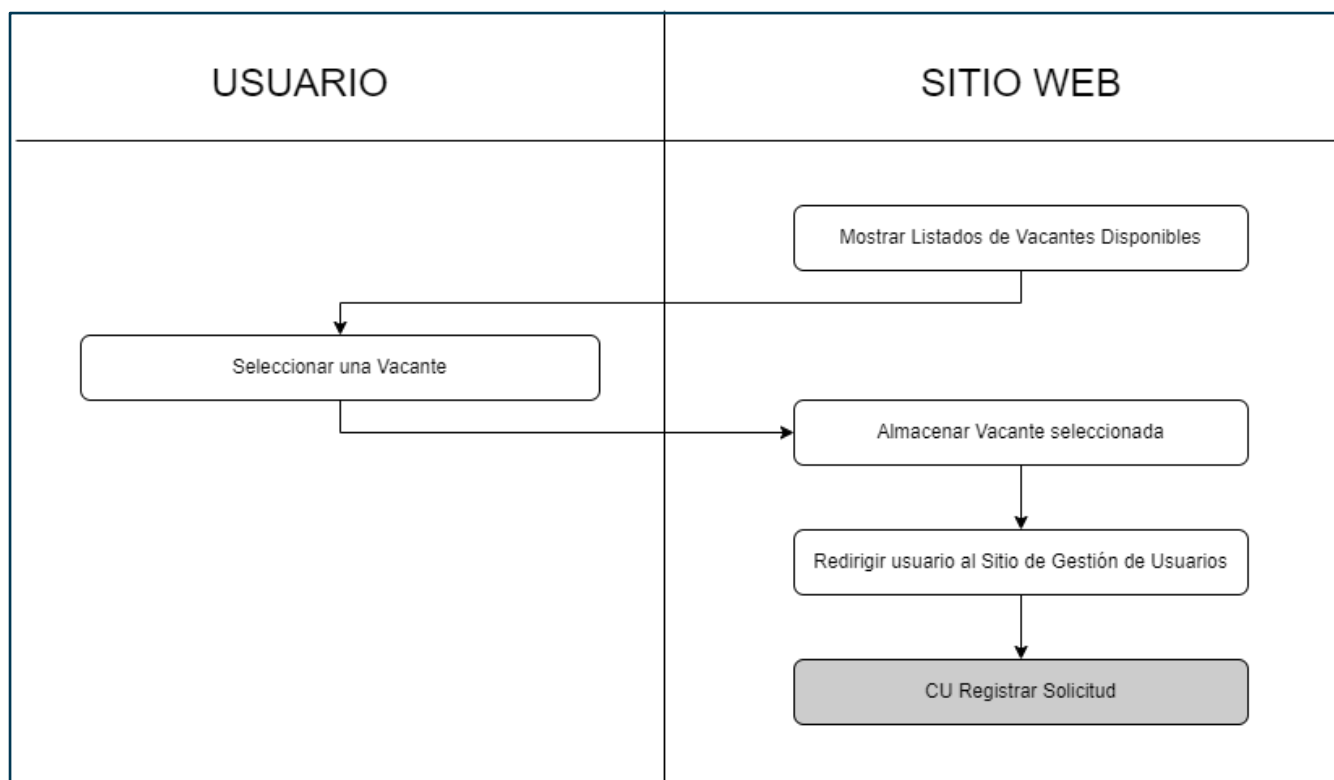 USUARIO
SITIO WEB
Mostrar Listados de Vacantes Disponibles
Seleccionar una Vacante
Almacenar Vacante seleccionada
Redirigir usuario al Sitio de Gestión de Usuarios
CU Registrar Solicitud